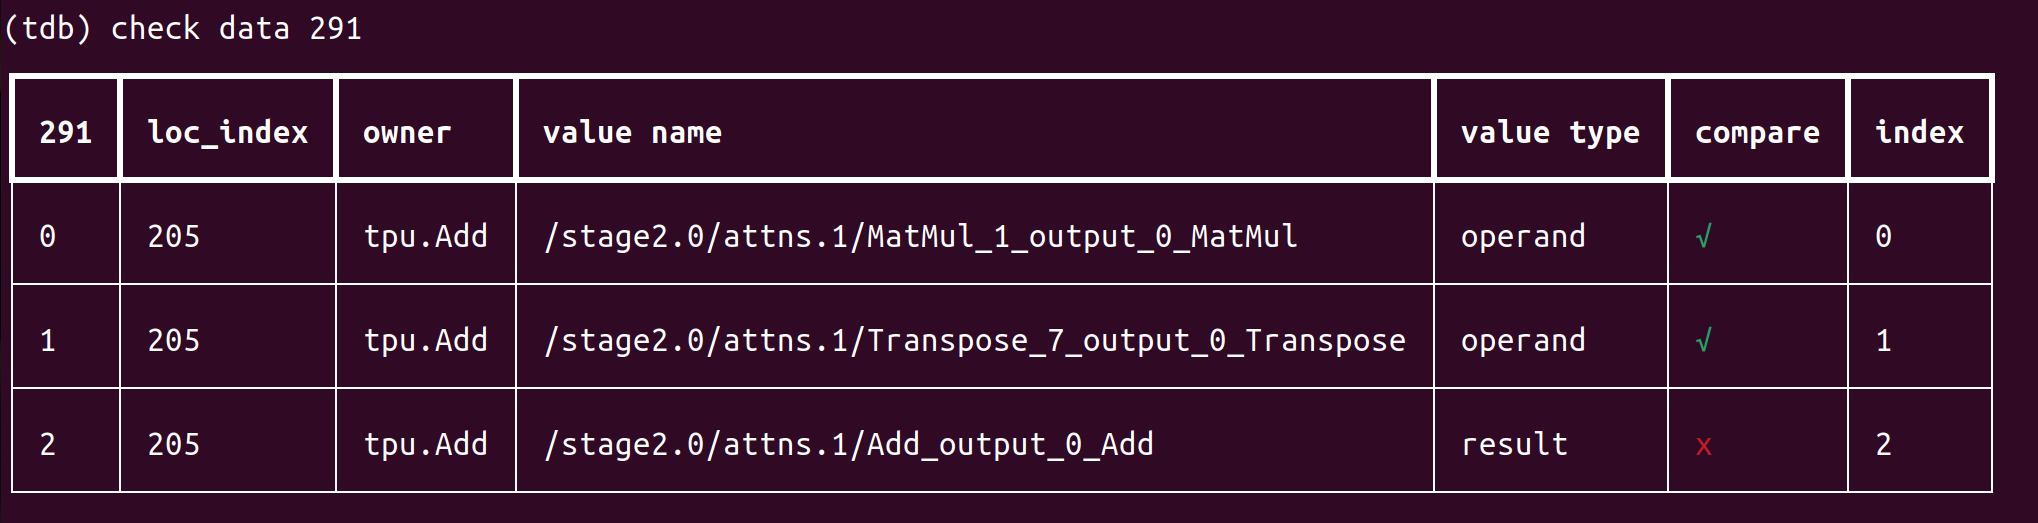 (tdb) check data 291
291 loc_index owner value name value type compare index
0 205 tpu.Add /stage2.0/attns.1/MatMul_1_output_0_MatMul operand √ 0
1 205 tpu.Add /stage2.0/attns.1/Transpose_7_output_0_Transpose operand √ 1
2 205 tpu.Add /stage2.0/attns.1/Add_output_0_Add result x 2